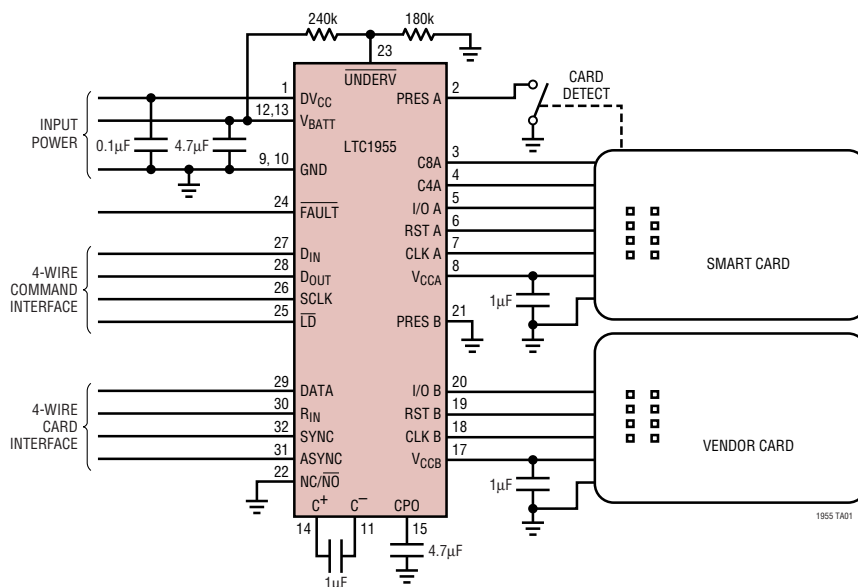 240k
180k
23
UNDERV
1
DVCC
12,13
VBATT
LTC1955
9, 10
GND
24
FAULT
27
DIN
28
DOUT
26
SCLK
25
LD
29
DATA
30
RIN
32
SYNC
31
ASYNC
22
NC/NO
INPUT
POWER
0.1µF
4.7µF
4-WIRE
COMMAND
INTERFACE
4-WIRE
CARD
INTERFACE
2
PRES A
CARD
DETECT
3
C8A
4
C4A
5
I/O A
6
RST A
7
CLK A
8
VCCA
1µF
SMART CARD
21
PRES B
20
I/O B
19
RST B
18
CLK B
17
VCCB
1µF
VENDOR CARD
C+
C–
CPO
14
11
15
1µF
4.7µF
1955 TA01